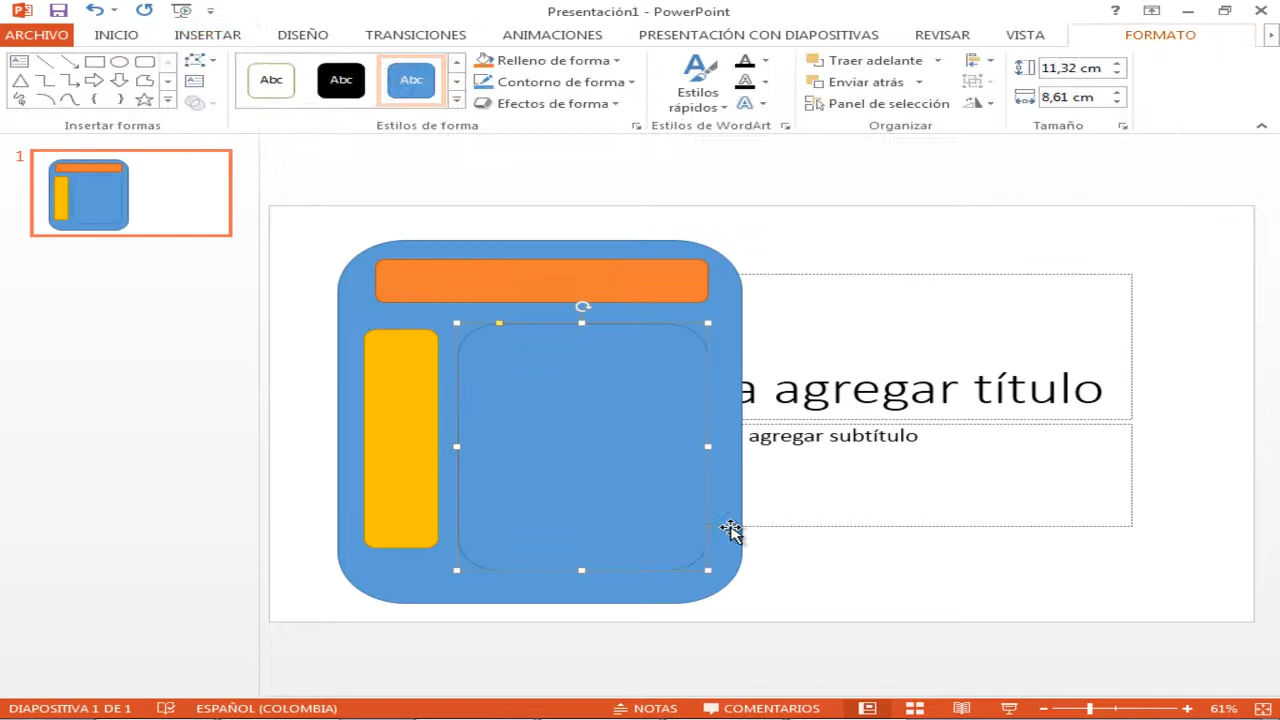 Presentación1 - PowerPoint
?
ARCHIVO INICIO INSERTAR DISEÑO TRANSICIONES ANIMACIONES PRESENTACIÓN CON DIAPOSITIVAS REVISAR VISTA FORMATO
Abc Abc Abc
Relleno de forma
Contorno de forma
Efectos de forma
Estilos
rápidos
Traer adelante
Enviar atrás
Panel de selección
11,32 cm
8,61 cm
Insertar formas Estilos de forma Estilos de WordArt Organizar Tamaño
1
a agregar título
agregar subtítulo
DIAPOSITIVA 1 DE 1 ESPAÑOL (COLOMBIA) NOTAS COMENTARIOS 61%